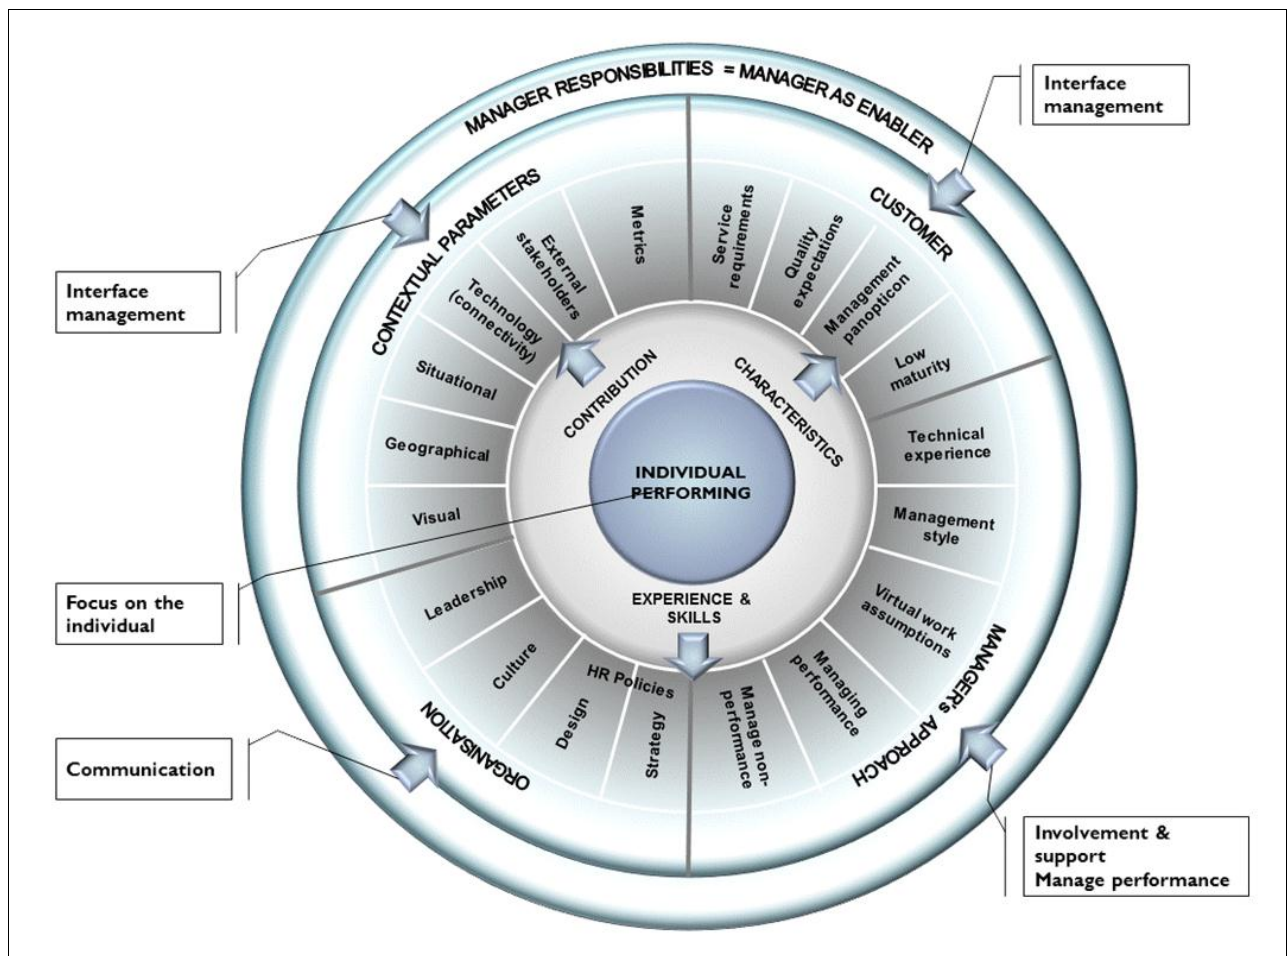 MANAGER RESPONSIBILITIES = MANAGER AS ENABLER
Interface
management
Interface
management
Focus on the
individual
Communication
Involvement &
support
Manage performance
CONTEXTUAL PARAMETERS
Metrics
External
stakeholders
Technology
(connectivity)
Situational
Geographical
Visual
CUSTOMER
Service
requirements
Quality
expectations
Management
panopticon
Low
maturity
MANAGER's APPROACH
Technical
experience
Management
style
Virtual work
assumptions
Managing
performance
Manage non-
performance
ORGANISATION
Leadership
Culture
HR Policies
Design
Strategy
CONTRIBUTION
CHARACTERISTICS
EXPERIENCE &
SKILLS
INDIVIDUAL
PERFORMING